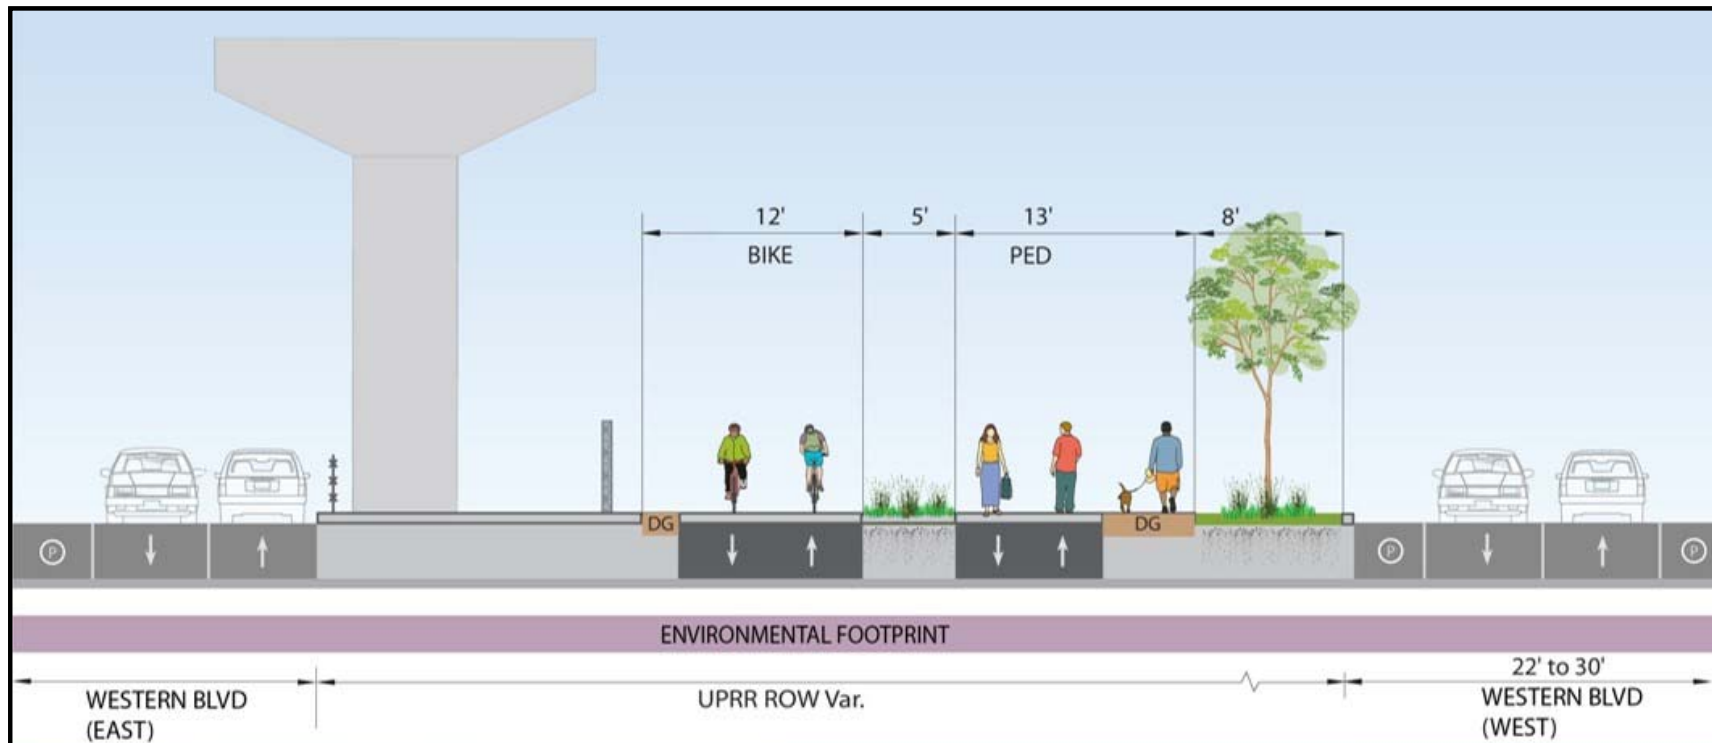 12' 5' 13' 8'
BIKE PED
DG DG
P P P
ENVIRONMENTAL FOOTPRINT
22' to 30'
WESTERN BLVD UPRR ROW Var. WESTERN BLVD
(EAST) (WEST)